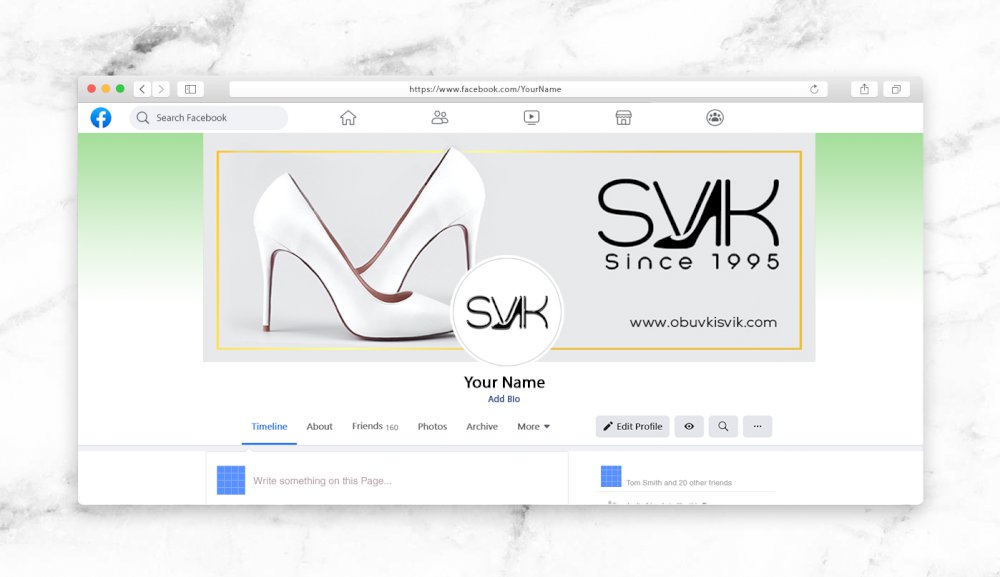 https://www.facebook.com/YourName
Search Facebook
SVIK
Since 1995
www.obuvkisvik.com
SVIK
Your Name
Add Bio
Timeline About Friends 160 Photos Archive More Edit Profile
Write something on this Page...
Tom Smith and 20 other friends